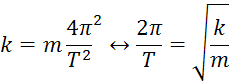 k = m 4π²/T² ↔ 2π/T = √(k/m)